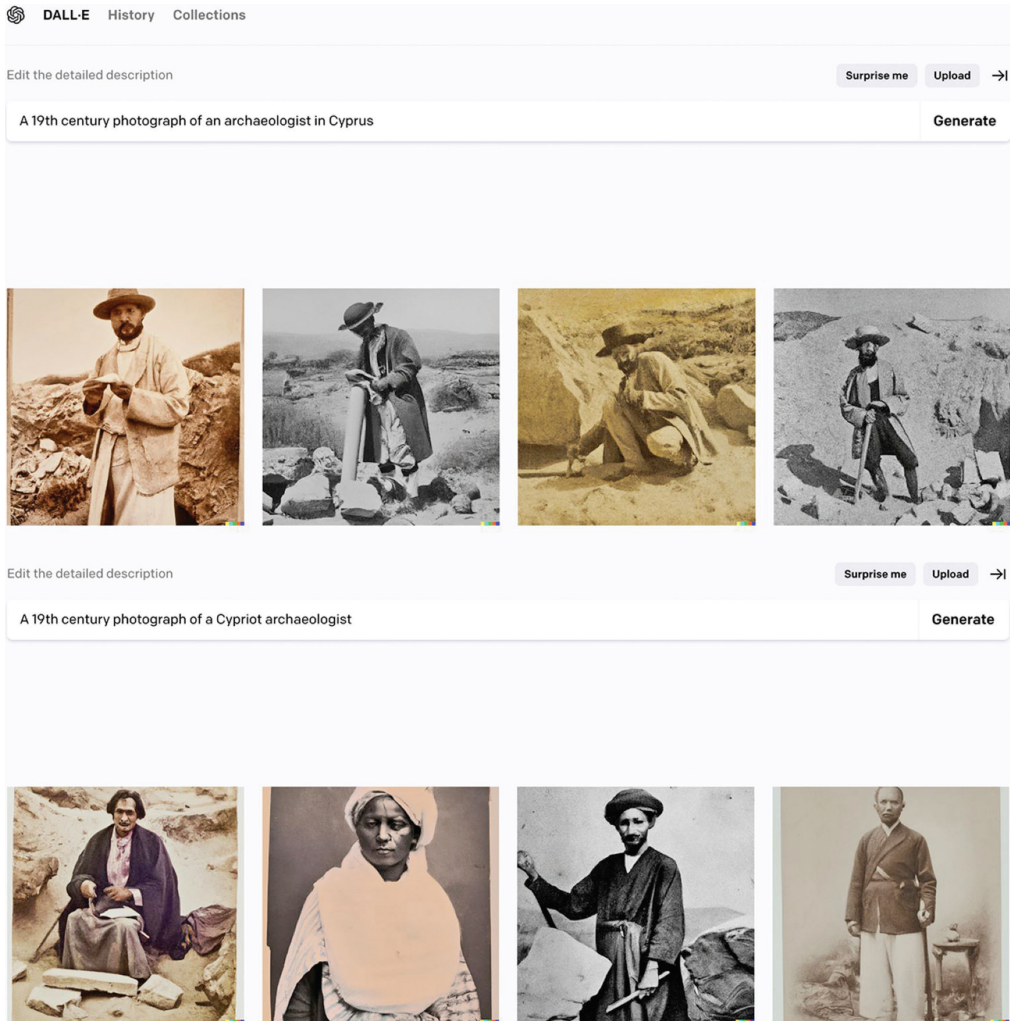 DALL·E History Collections
Edit the detailed description Surprise me Upload
A 19th century photograph of an archaeologist in Cyprus Generate
Edit the detailed description Surprise me Upload
A 19th century photograph of a Cypriot archaeologist Generate